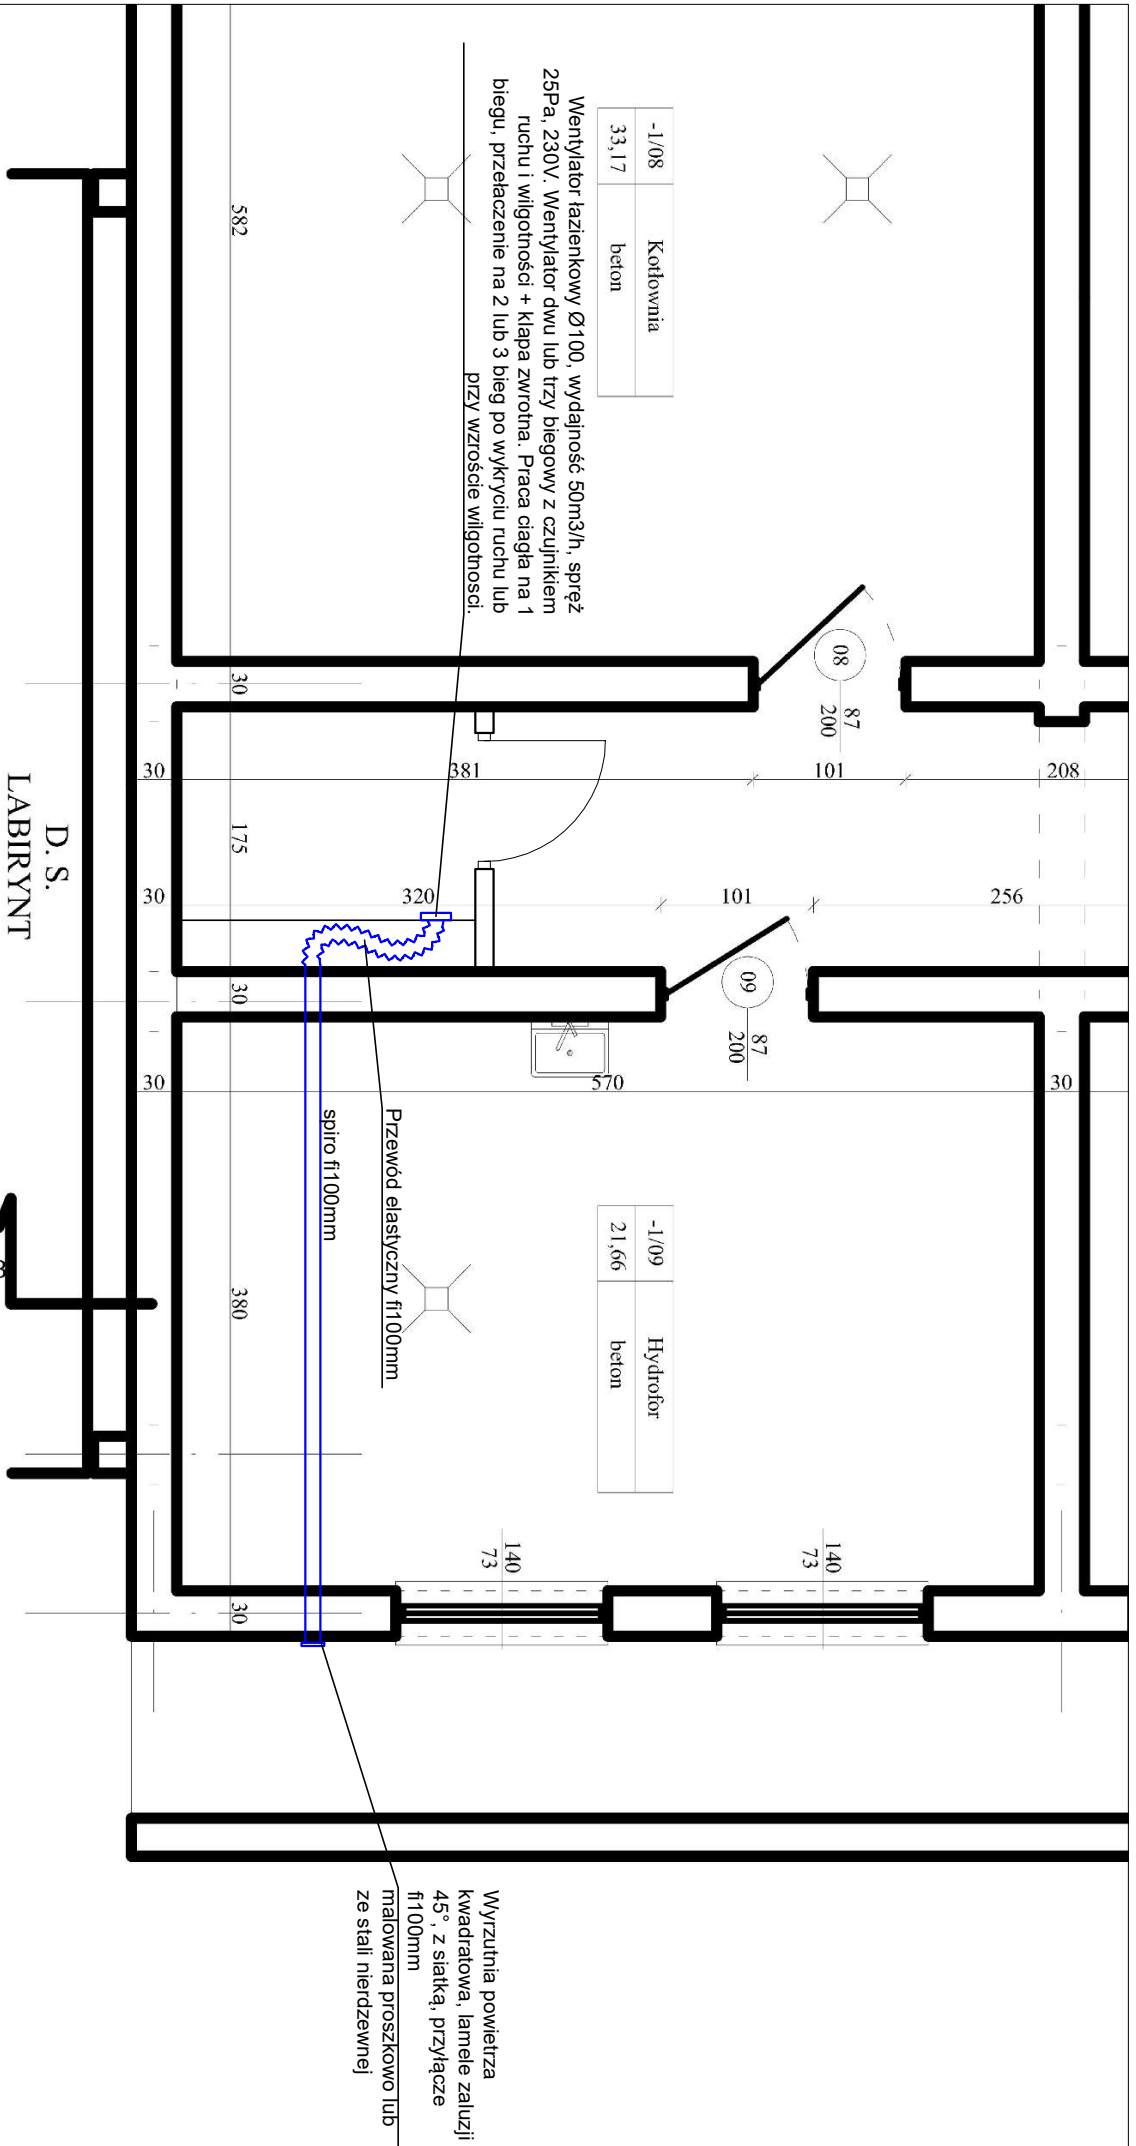 -1/08 Kotłownia
33,17 beton
Wentylator łazienkowy Ø100, wydajność 50m3/h, spręż
25Pa, 230V. Wentylator dwu lub trzy biegowy z czujnikiem
ruchu i wilgotności + klapa zwrotna. Praca ciągła na 1
biegu, przełaczenie na 2 lub 3 bieg po wykryciu ruchu lub
przy wzroście wilgotnosci.
582
30
175
30
380
30
08
87
200
30
381
101
208
30
320
101
256
09
87
200
30
570
30
Przewód elastyczny fi100mm
spiro fi100mm
-1/09 Hydrofor
21,66 beton
140
73
140
73
Wyrzutnia powietrza
kwadratowa, lamele zaluzji
45°, z siatką, przyłącze
fi100mm
malowana proszkowo lub
ze stali nierdzewnej
D. S.
LABIRYNT